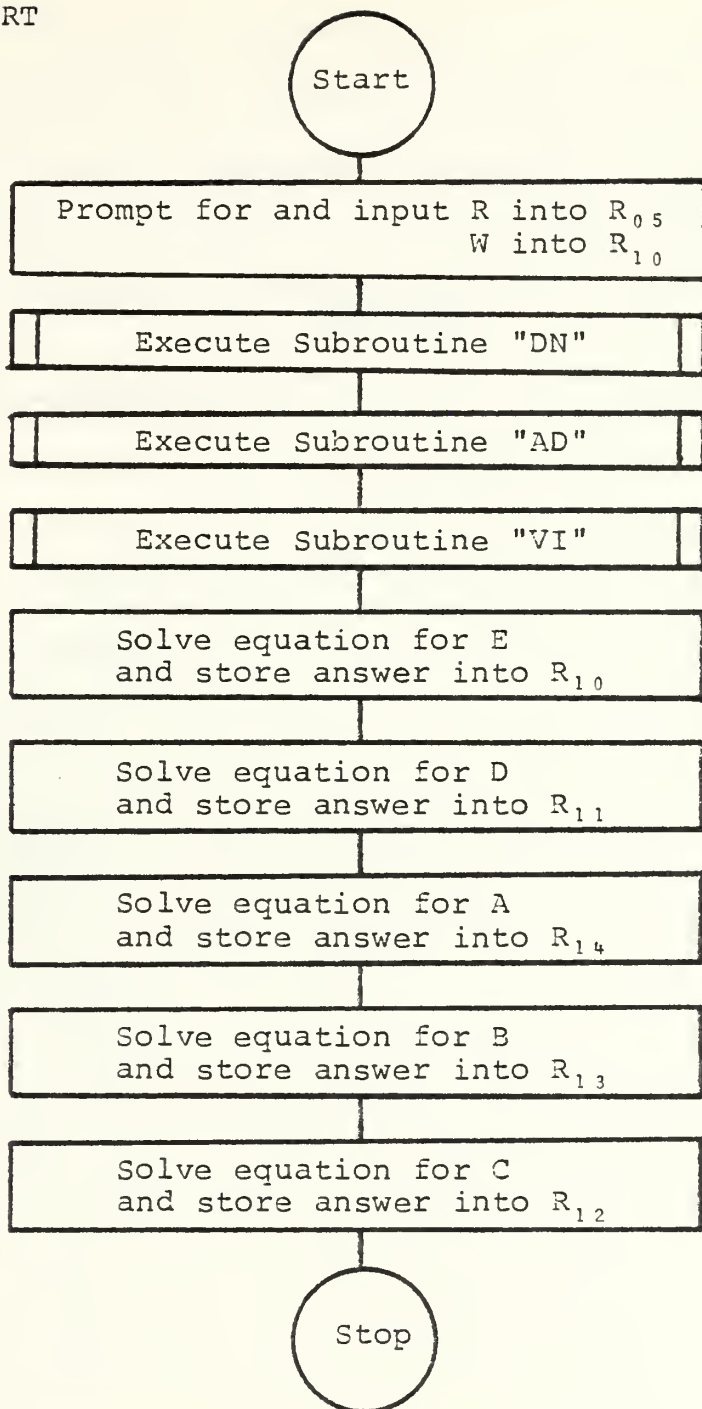 RT
Start
Prompt for and input R into R₀₅
W into R₁₀
Execute Subroutine "DN"
Execute Subroutine "AD"
Execute Subroutine "VI"
Solve equation for E
and store answer into R₁₀
Solve equation for D
and store answer into R₁₁
Solve equation for A
and store answer into R₁₄
Solve equation for B
and store answer into R₁₃
Solve equation for C
and store answer into R₁₂
Stop